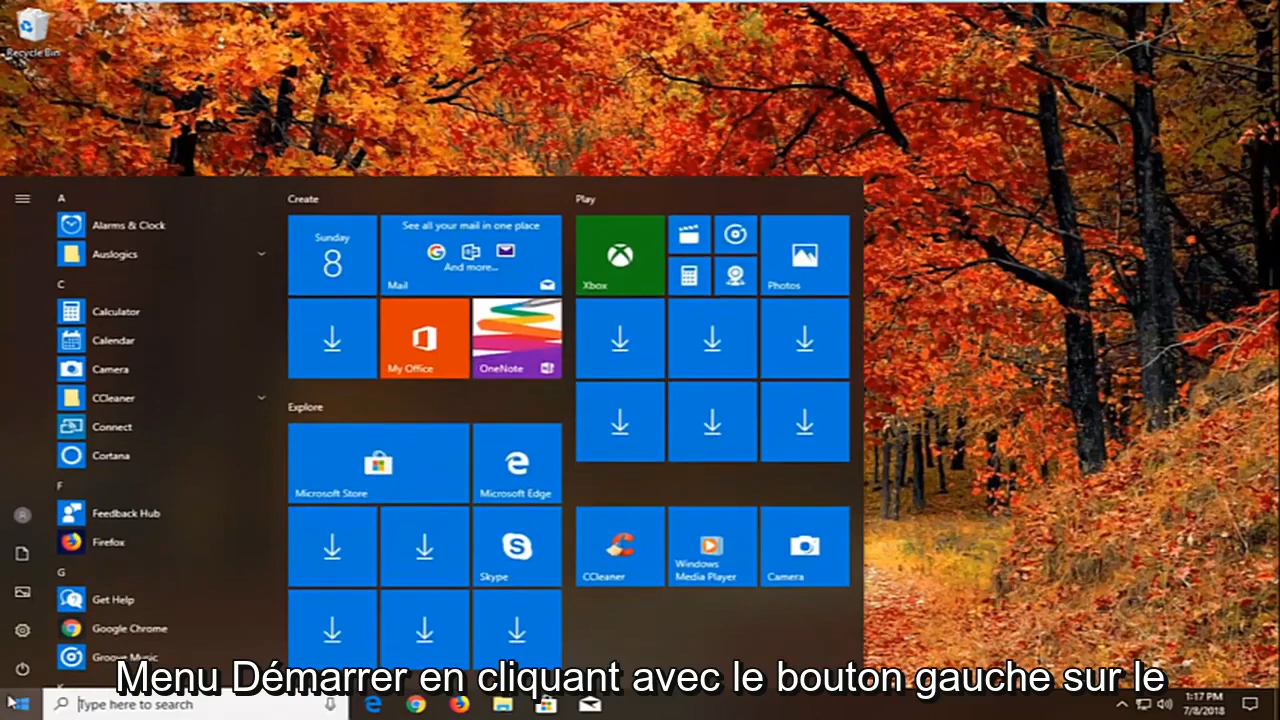 Recycle Bin
A
Alarms & Clock
Auslogics
C
Calculator
Calendar
Camera
CCleaner
Connect
Cortana
F
Feedback Hub
Firefox
G
Get Help
Google Chrome
Groove Music
Create
Sunday
8
See all your mail in one place
And more...
Mail
My Office
OneNote
Explore
Microsoft Store
Microsoft Edge
Skype
Play
Xbox
Photos
CCleaner
Windows
Media Player
Camera
Menu Démarrer en cliquant avec le bouton gauche sur le
Type here to search
1:17 PM
7/8/2018